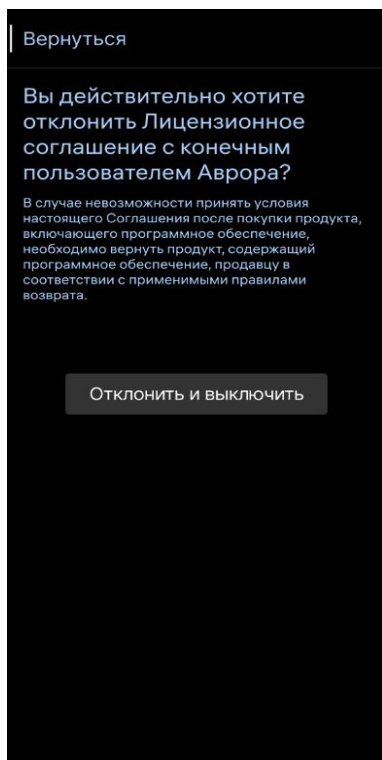 Вернуться
Вы действительно хотите
отклонить Лицензионное
соглашение с конечным
пользователем Аврора?
В случае невозможности принять условия
настоящего Соглашения после покупки продукта,
включающего программное обеспечение,
необходимо вернуть продукт, содержащий
программное обеспечение, продавцу в
соответствии с применимыми правилами
возврата.
Отклонить и выключить